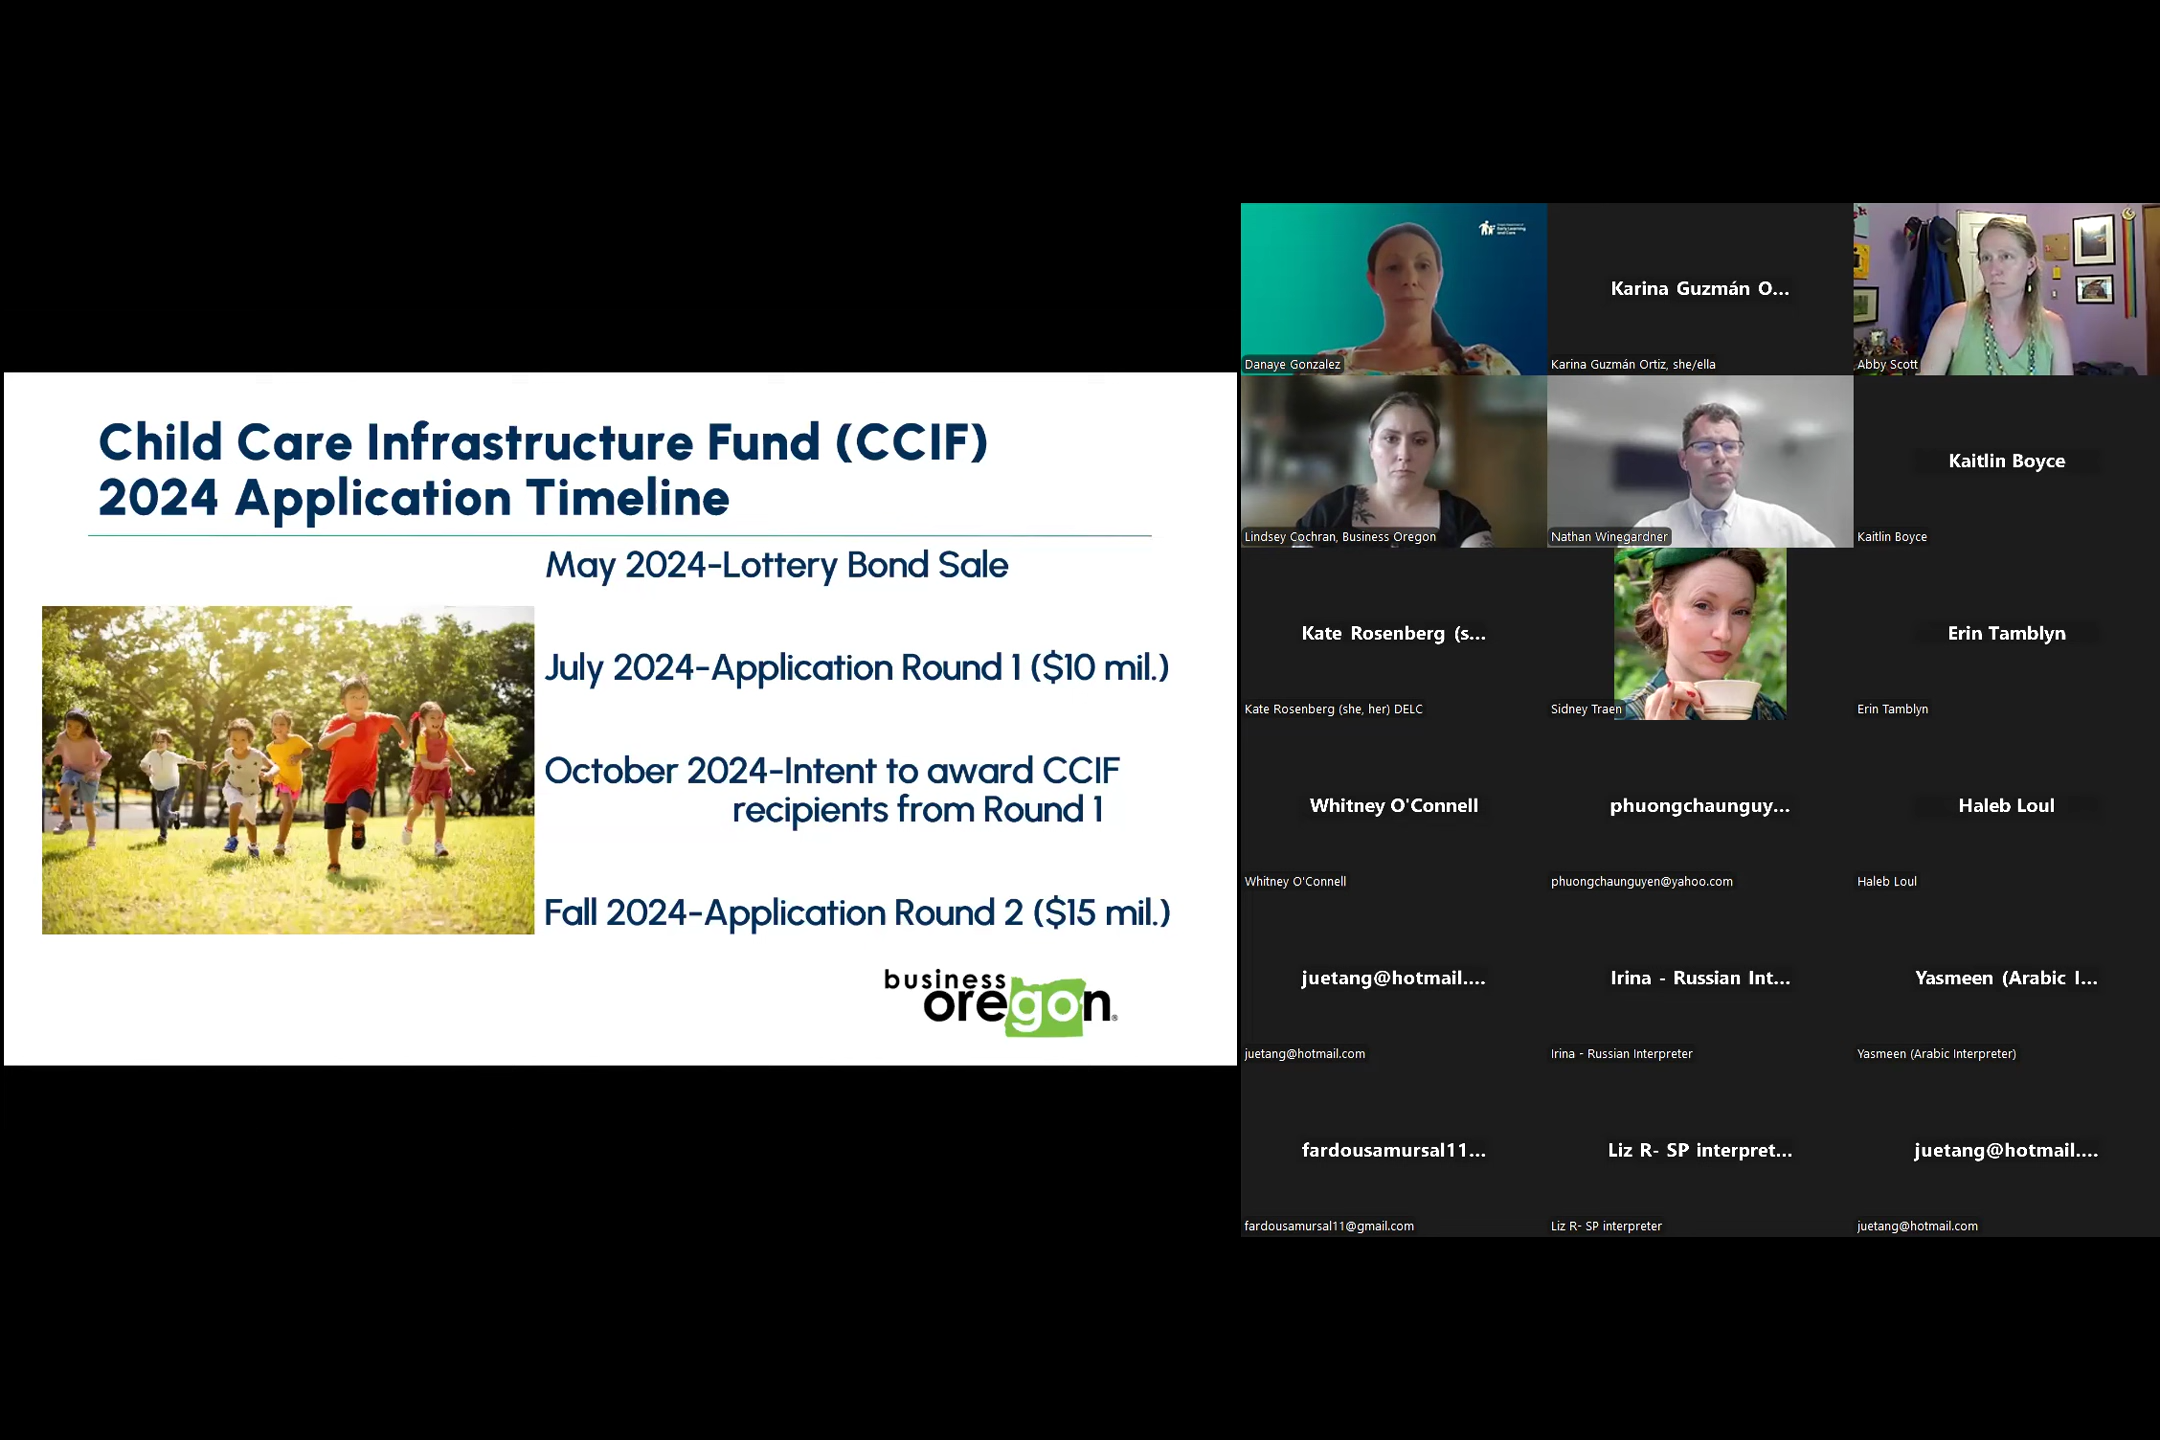 Child Care Infrastructure Fund (CCIF)
2024 Application Timeline
May 2024-Lottery Bond Sale
July 2024-Application Round 1 ($10 mil.)
October 2024-Intent to award CCIF
recipients from Round 1
Fall 2024-Application Round 2 ($15 mil.)
business
oregon®
Early Learning
and Care
Danaye Gonzalez
Karina Guzmán O...
Karina Guzmán Ortiz, she/ella
Abby Scott
Lindsey Cochran, Business Oregon
Nathan Winegardner
Kaitlin Boyce
Kaitlin Boyce
Kate Rosenberg (s...
Kate Rosenberg (she, her) DELC
Sidney Traen
Erin Tamblyn
Erin Tamblyn
Whitney O'Connell
Whitney O'Connell
phuongchaunguy...
phuongchaunguyen@yahoo.com
Haleb Loul
Haleb Loul
juetang@hotmail....
juetang@hotmail.com
Irina - Russian Int...
Irina - Russian Interpreter
Yasmeen (Arabic I...
Yasmeen (Arabic Interpreter)
fardousamursal11...
fardousamursal11@gmail.com
Liz R- SP interpret...
Liz R- SP interpreter
juetang@hotmail....
juetang@hotmail.com